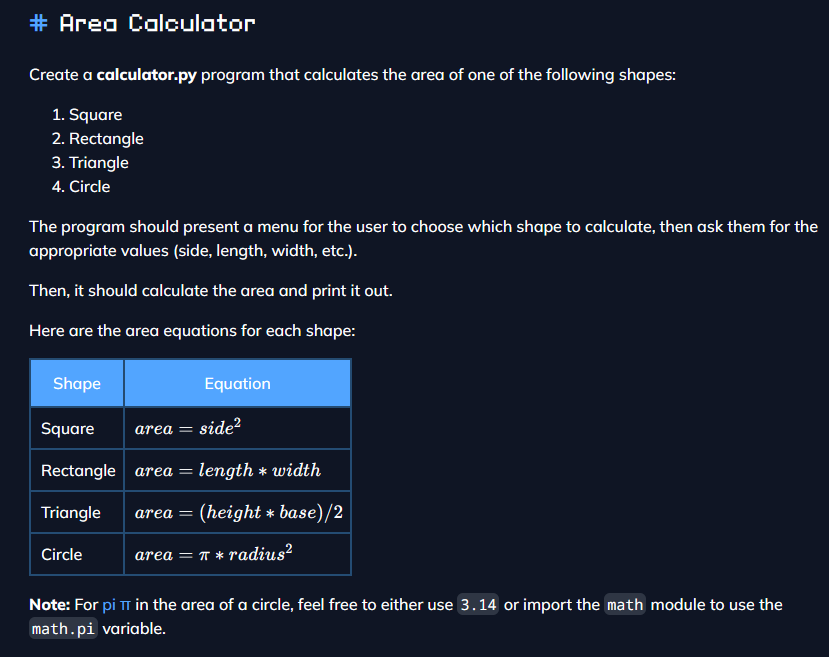 # Area Calculator
Create a calculator.py program that calculates the area of one of the following shapes:
1. Square
2. Rectangle
3. Triangle
4. Circle
The program should present a menu for the user to choose which shape to calculate, then ask them for the
appropriate values (side, length, width, etc.).
Then, it should calculate the area and print it out.
Here are the area equations for each shape:
Shape Equation
Square area = side²
Rectangle area = length * width
Triangle area = (height * base)/2
Circle area = π * radius²
Note: For pi π in the area of a circle, feel free to either use 3.14 or import the math module to use the
math.pi variable.